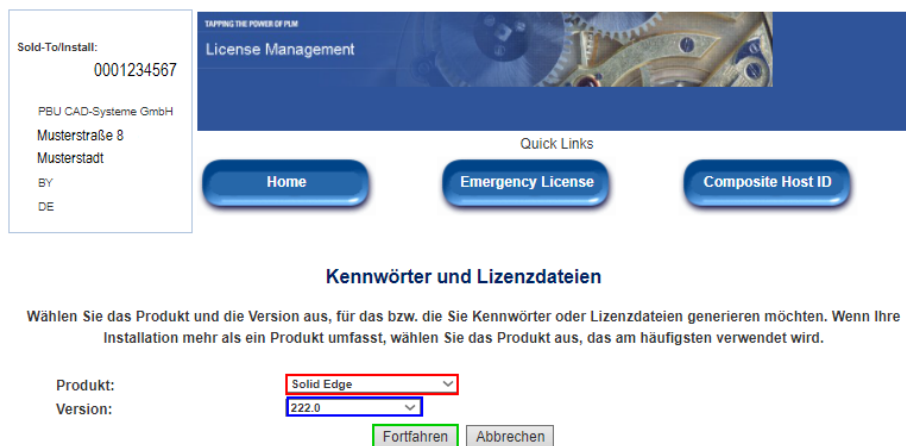 Sold-To/Install:
0001234567
PBU CAD-Systeme GmbH
Musterstraße 8
Musterstadt
BY
DE
TAPPING THE POWER OF PLM
License Management
Quick Links
Home
Emergency License
Composite Host ID
Kennwörter und Lizenzdateien
Wählen Sie das Produkt und die Version aus, für das bzw. die Sie Kennwörter oder Lizenzdateien generieren möchten. Wenn Ihre
Installation mehr als ein Produkt umfasst, wählen Sie das Produkt aus, das am häufigsten verwendet wird.
Produkt: Solid Edge
Version: 222.0
Fortfahren Abbrechen